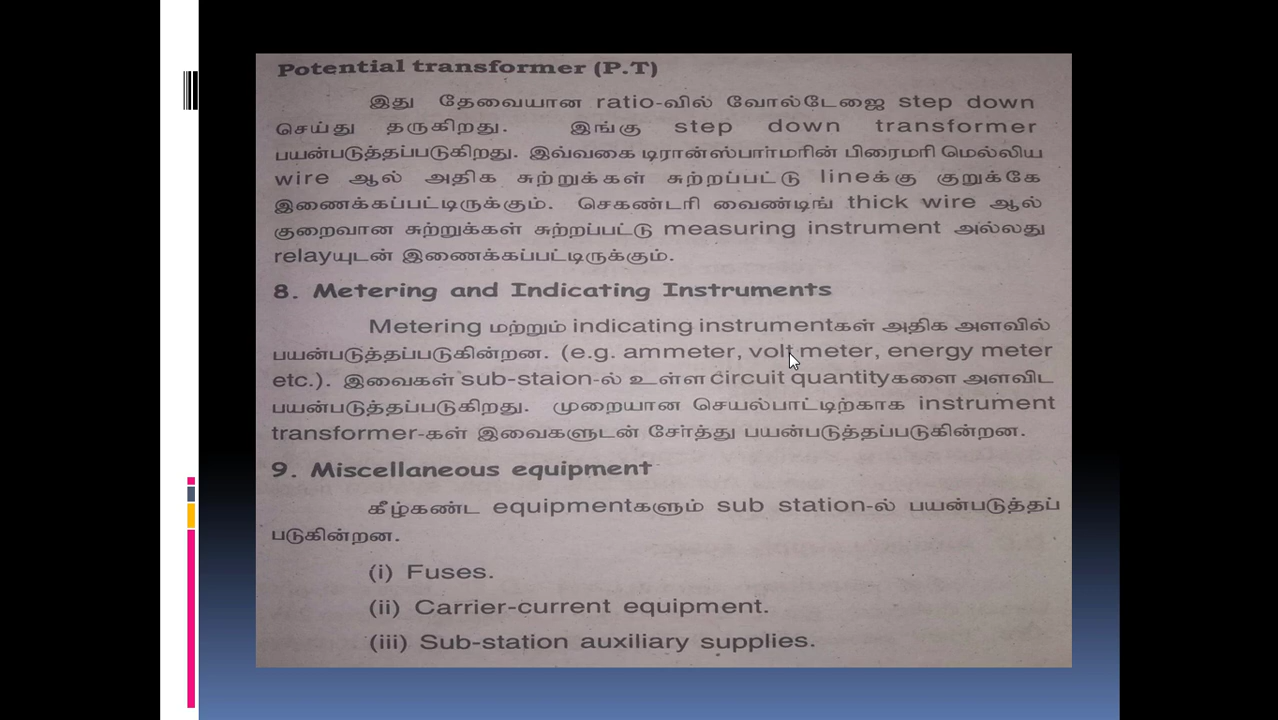 Potential transformer (P.T)
இது தேவையான ratio-வில் வோல்டேஜை step down
செய்து தருகிறது. இங்கு step down transformer
பயன்படுத்தப்படுகிறது. இவ்வகை டிரான்ஸ்பார்மரின் பிரைமரி மெல்லிய
wire ஆல் அதிக சுற்றுக்கள் சுற்றப்பட்டு lineக்கு குறுக்கே
இணைக்கப்பட்டிருக்கும். செகண்டரி வைண்டிங் thick wire ஆல்
குறைவான சுற்றுக்கள் சுற்றப்பட்டு measuring instrument அல்லது
relayயுடன் இணைக்கப்பட்டிருக்கும்.
8. Metering and Indicating Instruments
Metering மற்றும் indicating instrumentகள் அதிக அளவில்
பயன்படுத்தப்படுகின்றன. (e.g. ammeter, volt meter, energy meter
etc.). இவைகள் sub-staion-ல் உள்ள circuit quantityகளை அளவிட
பயன்படுத்தப்படுகிறது. முறையான செயல்பாட்டிற்காக instrument
transformer-கள் இவைகளுடன் சேர்த்து பயன்படுத்தப்படுகின்றன.
9. Miscellaneous equipment
கீழ்கண்ட equipmentகளும் sub station-ல் பயன்படுத்தப்
படுகின்றன.
(i) Fuses.
(ii) Carrier-current equipment.
(iii) Sub-station auxiliary supplies.